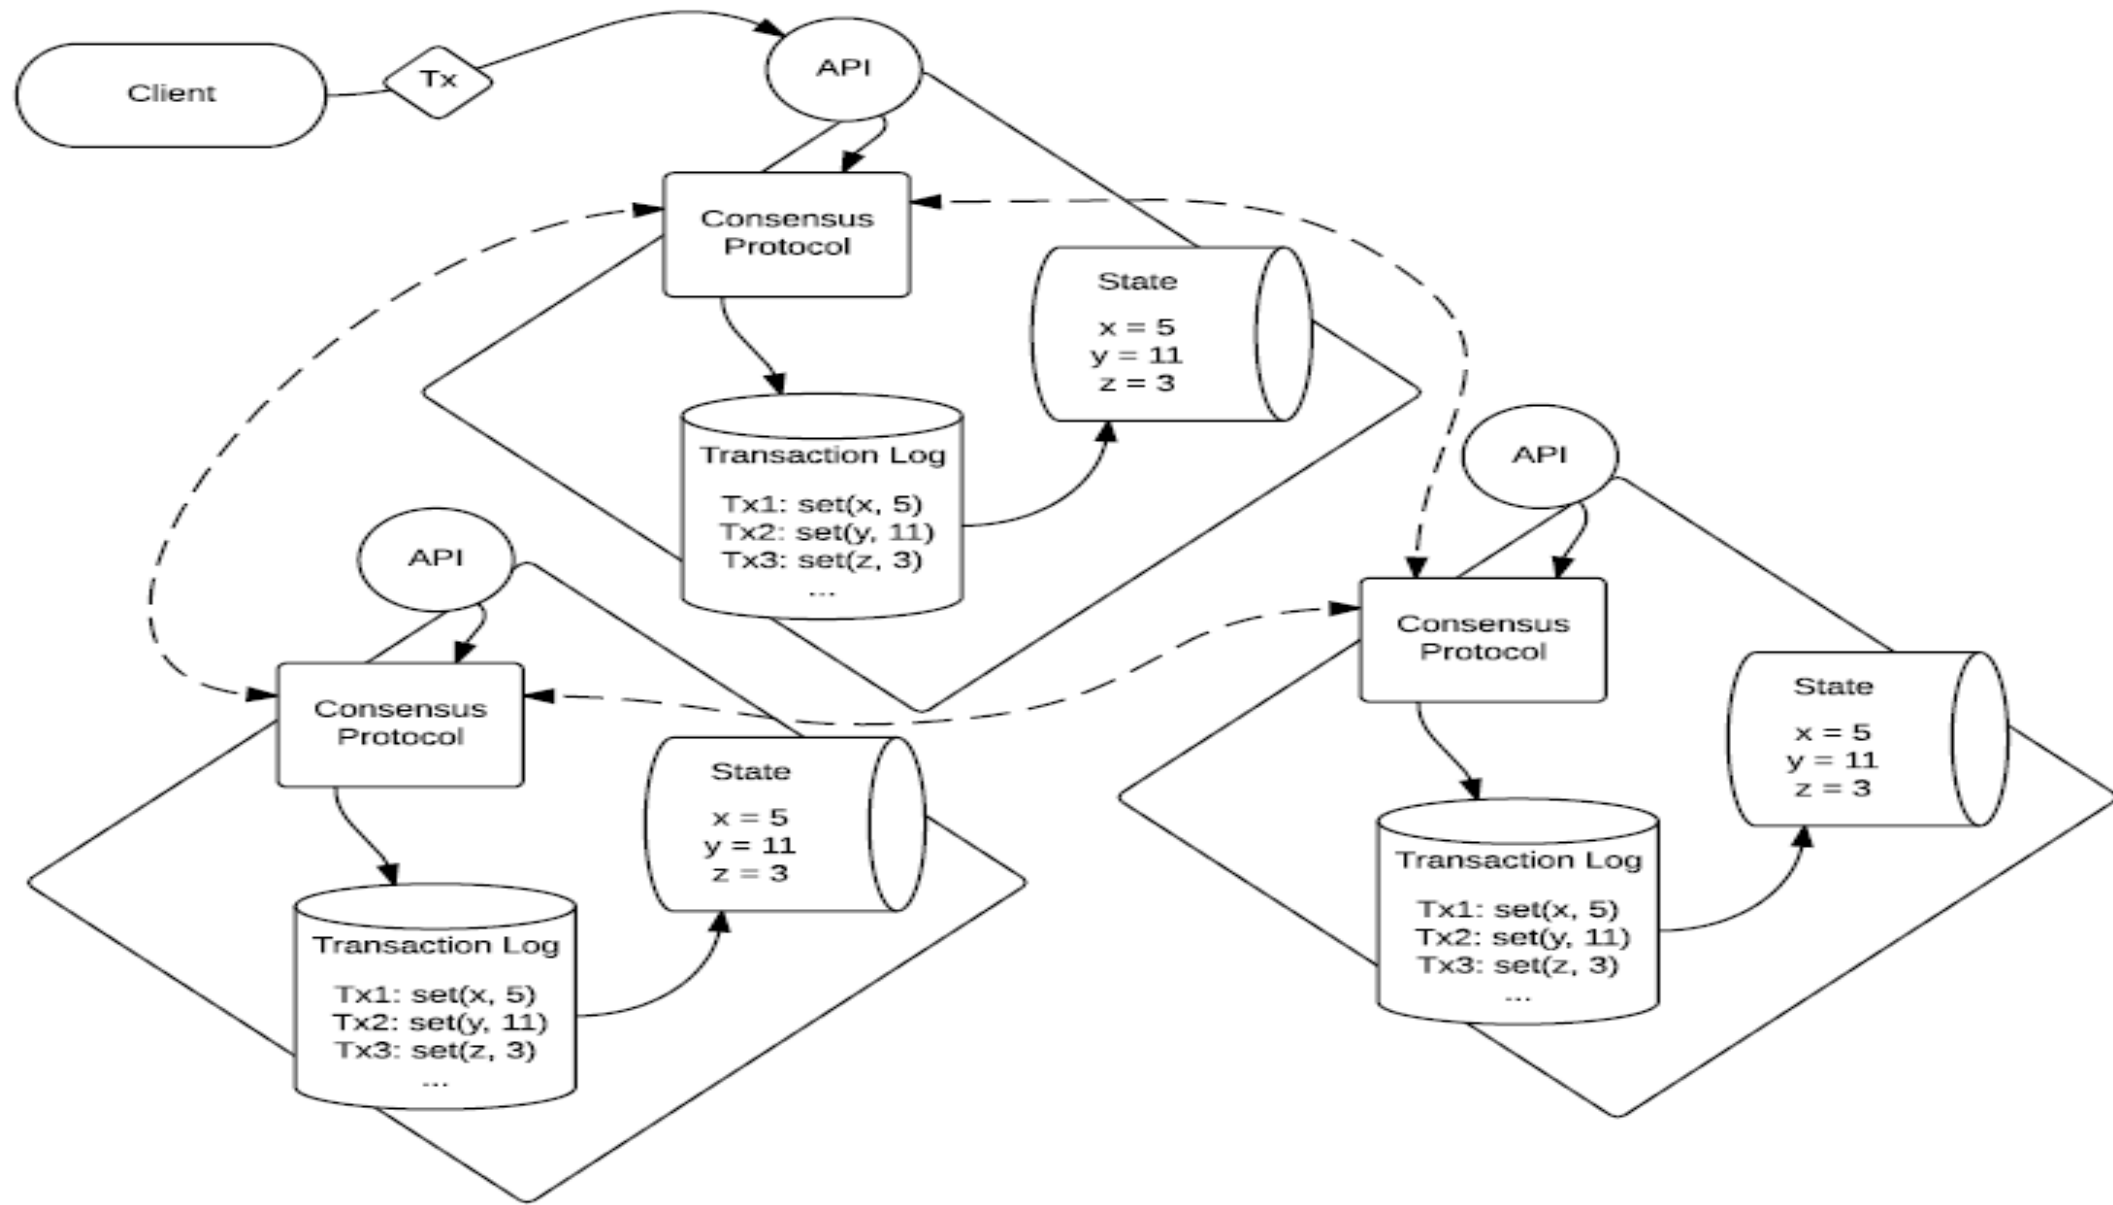 Client
Tx
API
Consensus
Protocol
State
x = 5
y = 11
z = 3
Transaction Log
Tx1: set(x, 5)
Tx2: set(y, 11)
Tx3: set(z, 3)
...
API
Consensus
Protocol
State
x = 5
y = 11
z = 3
Transaction Log
Tx1: set(x, 5)
Tx2: set(y, 11)
Tx3: set(z, 3)
...
API
Consensus
Protocol
State
x = 5
y = 11
z = 3
Transaction Log
Tx1: set(x, 5)
Tx2: set(y, 11)
Tx3: set(z, 3)
...